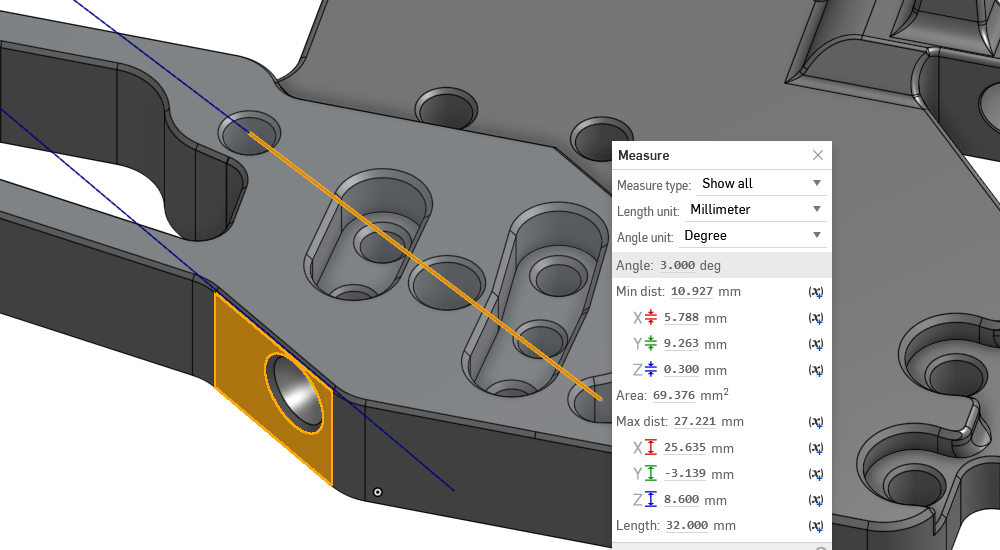 Measure
Measure type: Show all
Length unit: Millimeter
Angle unit: Degree
Angle: 3.000 deg
Min dist: 10.927 mm (x)
X 5.788 mm (x)
Y 9.263 mm (x)
Z 0.300 mm (x)
Area: 69.376 mm²
Max dist: 27.221 mm (x)
X 25.635 mm (x)
Y -3.139 mm (x)
Z 8.600 mm (x)
Length: 32.000 mm (x)